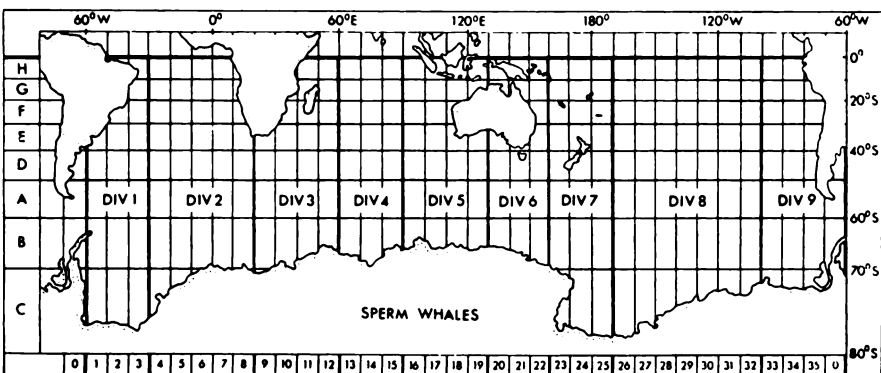 60°W 0° 60°E 120°E 180° 120°W 60°W
H 0°
G
F 20°S
E
D 40°S
A DIV 1 DIV 2 DIV 3 DIV 4 DIV 5 DIV 6 DIV 7 DIV 8 DIV 9
60°S
B
70°S
C SPERM WHALES
80°S
0 1 2 3 4 5 6 7 8 9 10 11 12 13 14 15 16 17 18 19 20 21 22 23 24 25 26 27 28 29 30 31 32 33 34 35 0